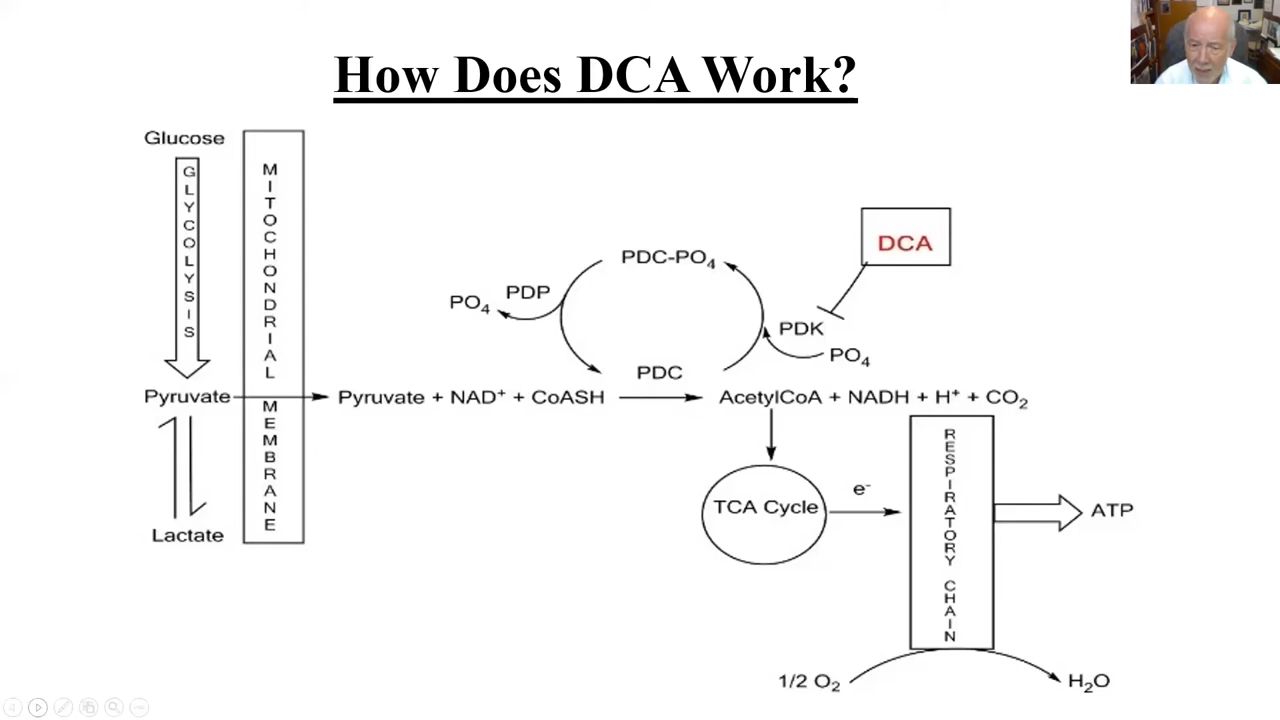 How Does DCA Work?
Glucose
GLYCOLYSIS
MITOCHONDRIAL MEMBRANE
DCA
PDC-PO₄
PDP
PO₄
PDK
PO₄
PDC
Pyruvate
Pyruvate + NAD⁺ + CoASH
AcetylCoA + NADH + H⁺ + CO₂
RESPIRATORY CHAIN
e⁻
TCA Cycle
ATP
Lactate
1/2 O₂
H₂O